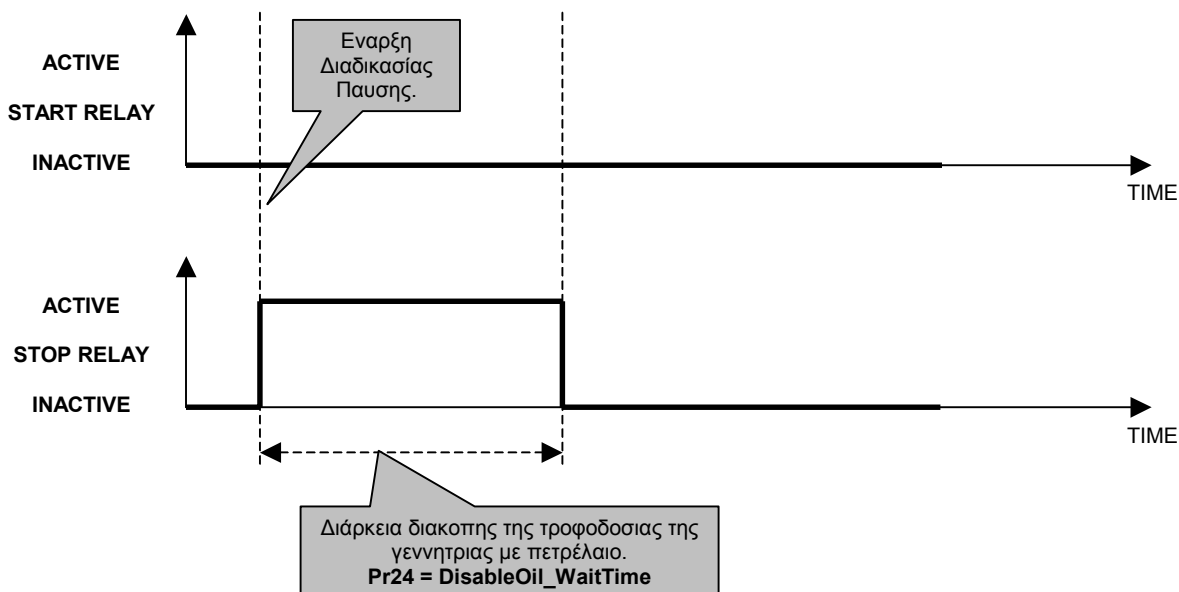 ACTIVE
START RELAY
INACTIVE
Εναρξη
Διαδικασίας
Παυσης.
TIME
ACTIVE
STOP RELAY
INACTIVE
TIME
Διάρκεια διακοπης της τροφοδοσιας της
γεννητριας με πετρέλαιο.
Pr24 = DisableOil_WaitTime